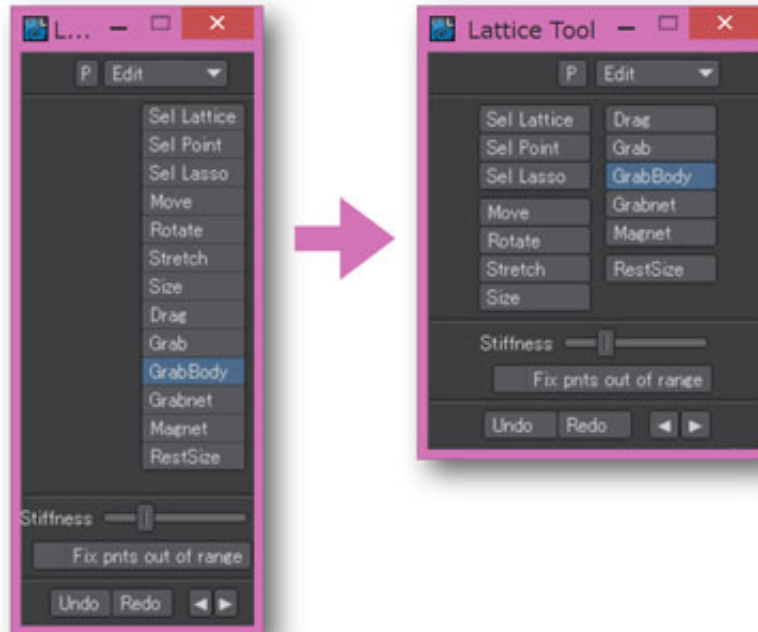 L...
P Edit
Sel Lattice
Sel Point
Sel Lasso
Move
Rotate
Stretch
Size
Drag
Grab
GrabBody
Grabnet
Magnet
RestSize
Stiffness
Fix pnts out of range
Undo Redo
Lattice Tool
P Edit
Sel Lattice
Sel Point
Sel Lasso
Move
Rotate
Stretch
Size
Drag
Grab
GrabBody
Grabnet
Magnet
RestSize
Stiffness
Fix pnts out of range
Undo Redo